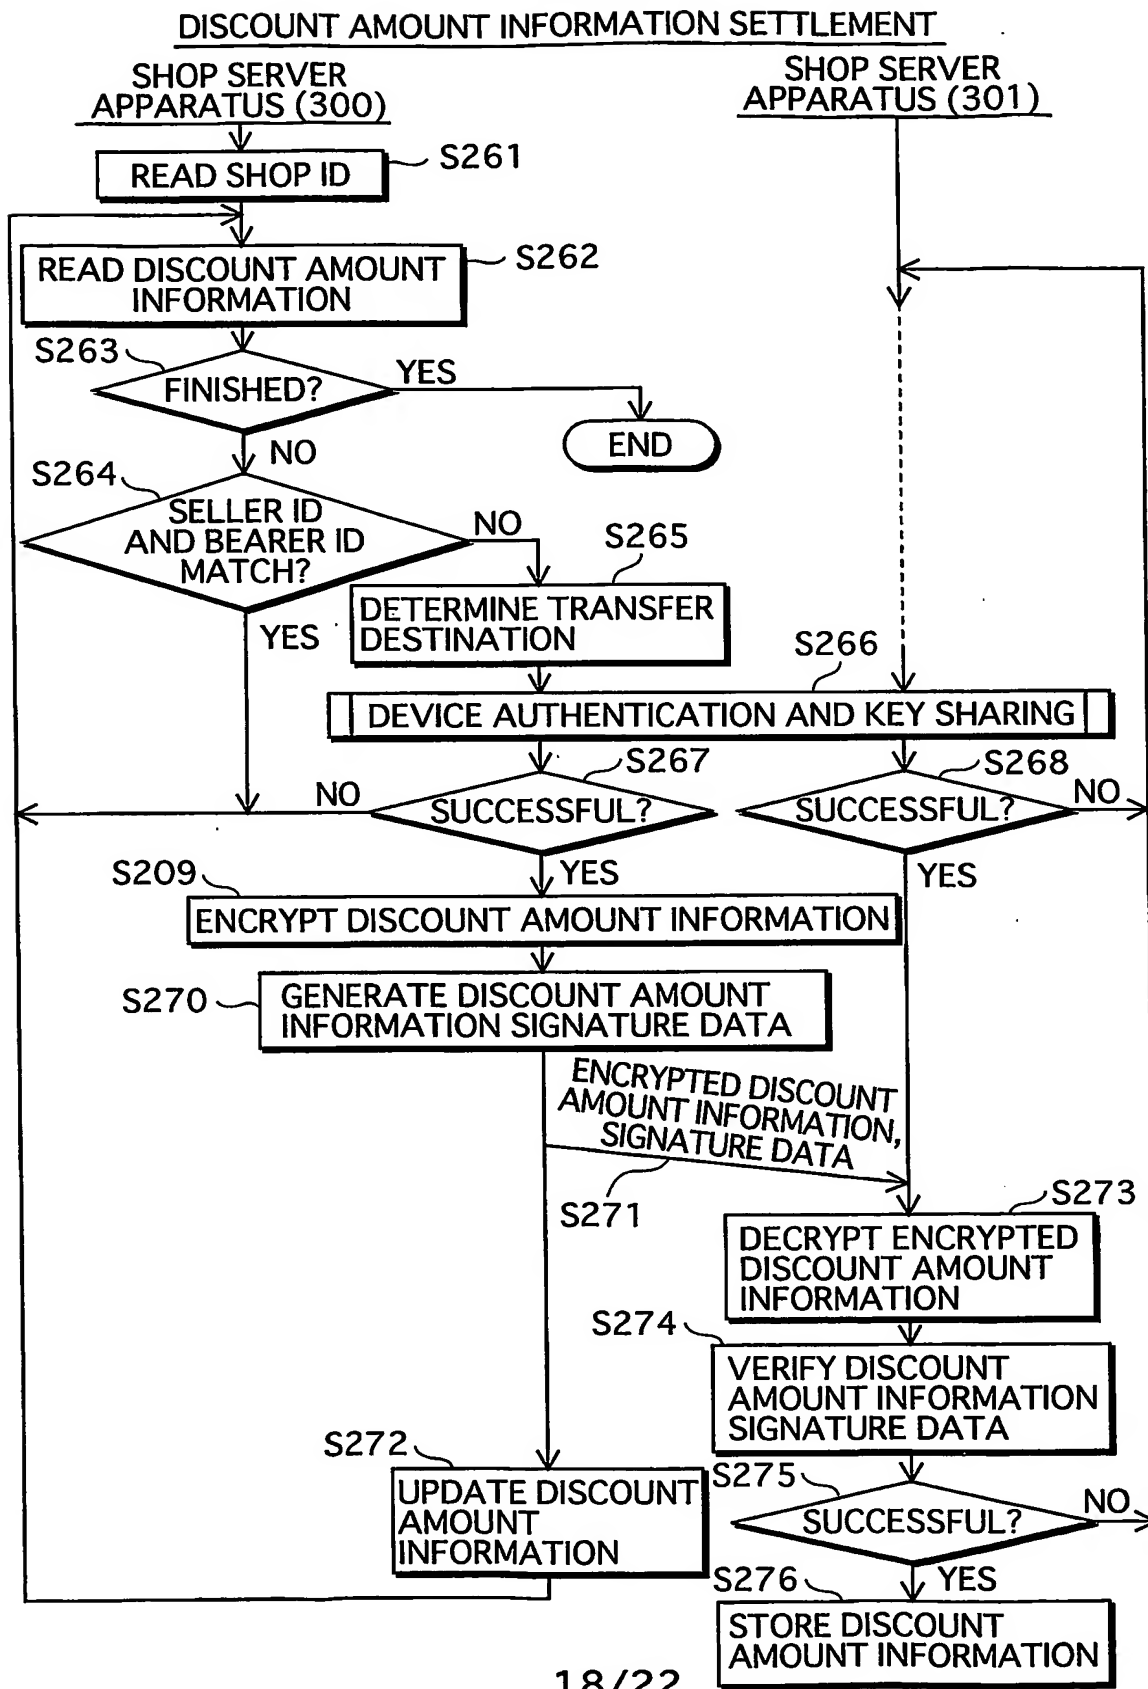 DISCOUNT AMOUNT INFORMATION SETTLEMENT
SHOP SERVER
APPARATUS (300)
SHOP SERVER
APPARATUS (301)
S261
READ SHOP ID
S262
READ DISCOUNT AMOUNT
INFORMATION
S263
FINISHED?
YES
END
NO
S264
SELLER ID
AND BEARER ID
MATCH?
NO
YES
S265
DETERMINE TRANSFER
DESTINATION
S266
DEVICE AUTHENTICATION AND KEY SHARING
S267
SUCCESSFUL?
NO
YES
S268
SUCCESSFUL?
NO
YES
S209
ENCRYPT DISCOUNT AMOUNT INFORMATION
S270
GENERATE DISCOUNT AMOUNT
INFORMATION SIGNATURE DATA
ENCRYPTED DISCOUNT
AMOUNT INFORMATION,
SIGNATURE DATA
S271
S273
DECRYPT ENCRYPTED
DISCOUNT AMOUNT
INFORMATION
S274
VERIFY DISCOUNT
AMOUNT INFORMATION
SIGNATURE DATA
S272
UPDATE DISCOUNT
AMOUNT
INFORMATION
S275
SUCCESSFUL?
NO
YES
S276
STORE DISCOUNT
AMOUNT INFORMATION
18/22